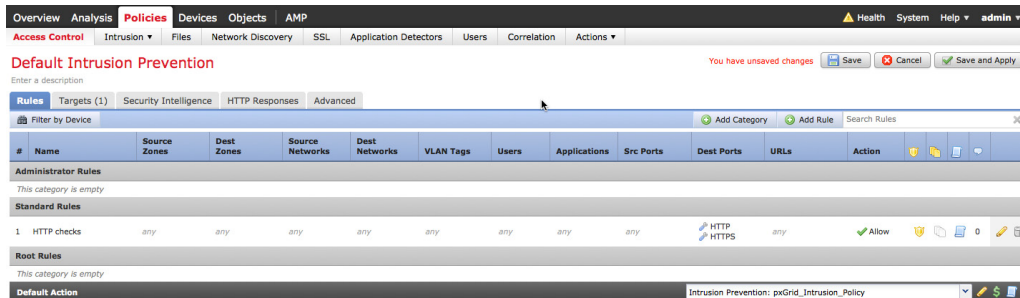 Overview Analysis Policies Devices Objects AMP Health System Help ▾ admin ▾
Access Control Intrusion ▾ Files Network Discovery SSL Application Detectors Users Correlation Actions ▾
Default Intrusion Prevention You have unsaved changes Save Cancel Save and Apply
Enter a description
Rules Targets (1) Security Intelligence HTTP Responses Advanced
Filter by Device Add Category Add Rule Search Rules
# Name Source Zones Dest Zones Source Networks Dest Networks VLAN Tags Users Applications Src Ports Dest Ports URLs Action
Administrator Rules
This category is empty
Standard Rules
1 HTTP checks any any any any any any any any HTTP HTTPS any Allow 0
Root Rules
This category is empty
Default Action Intrusion Prevention: pxGrid_Intrusion_Policy